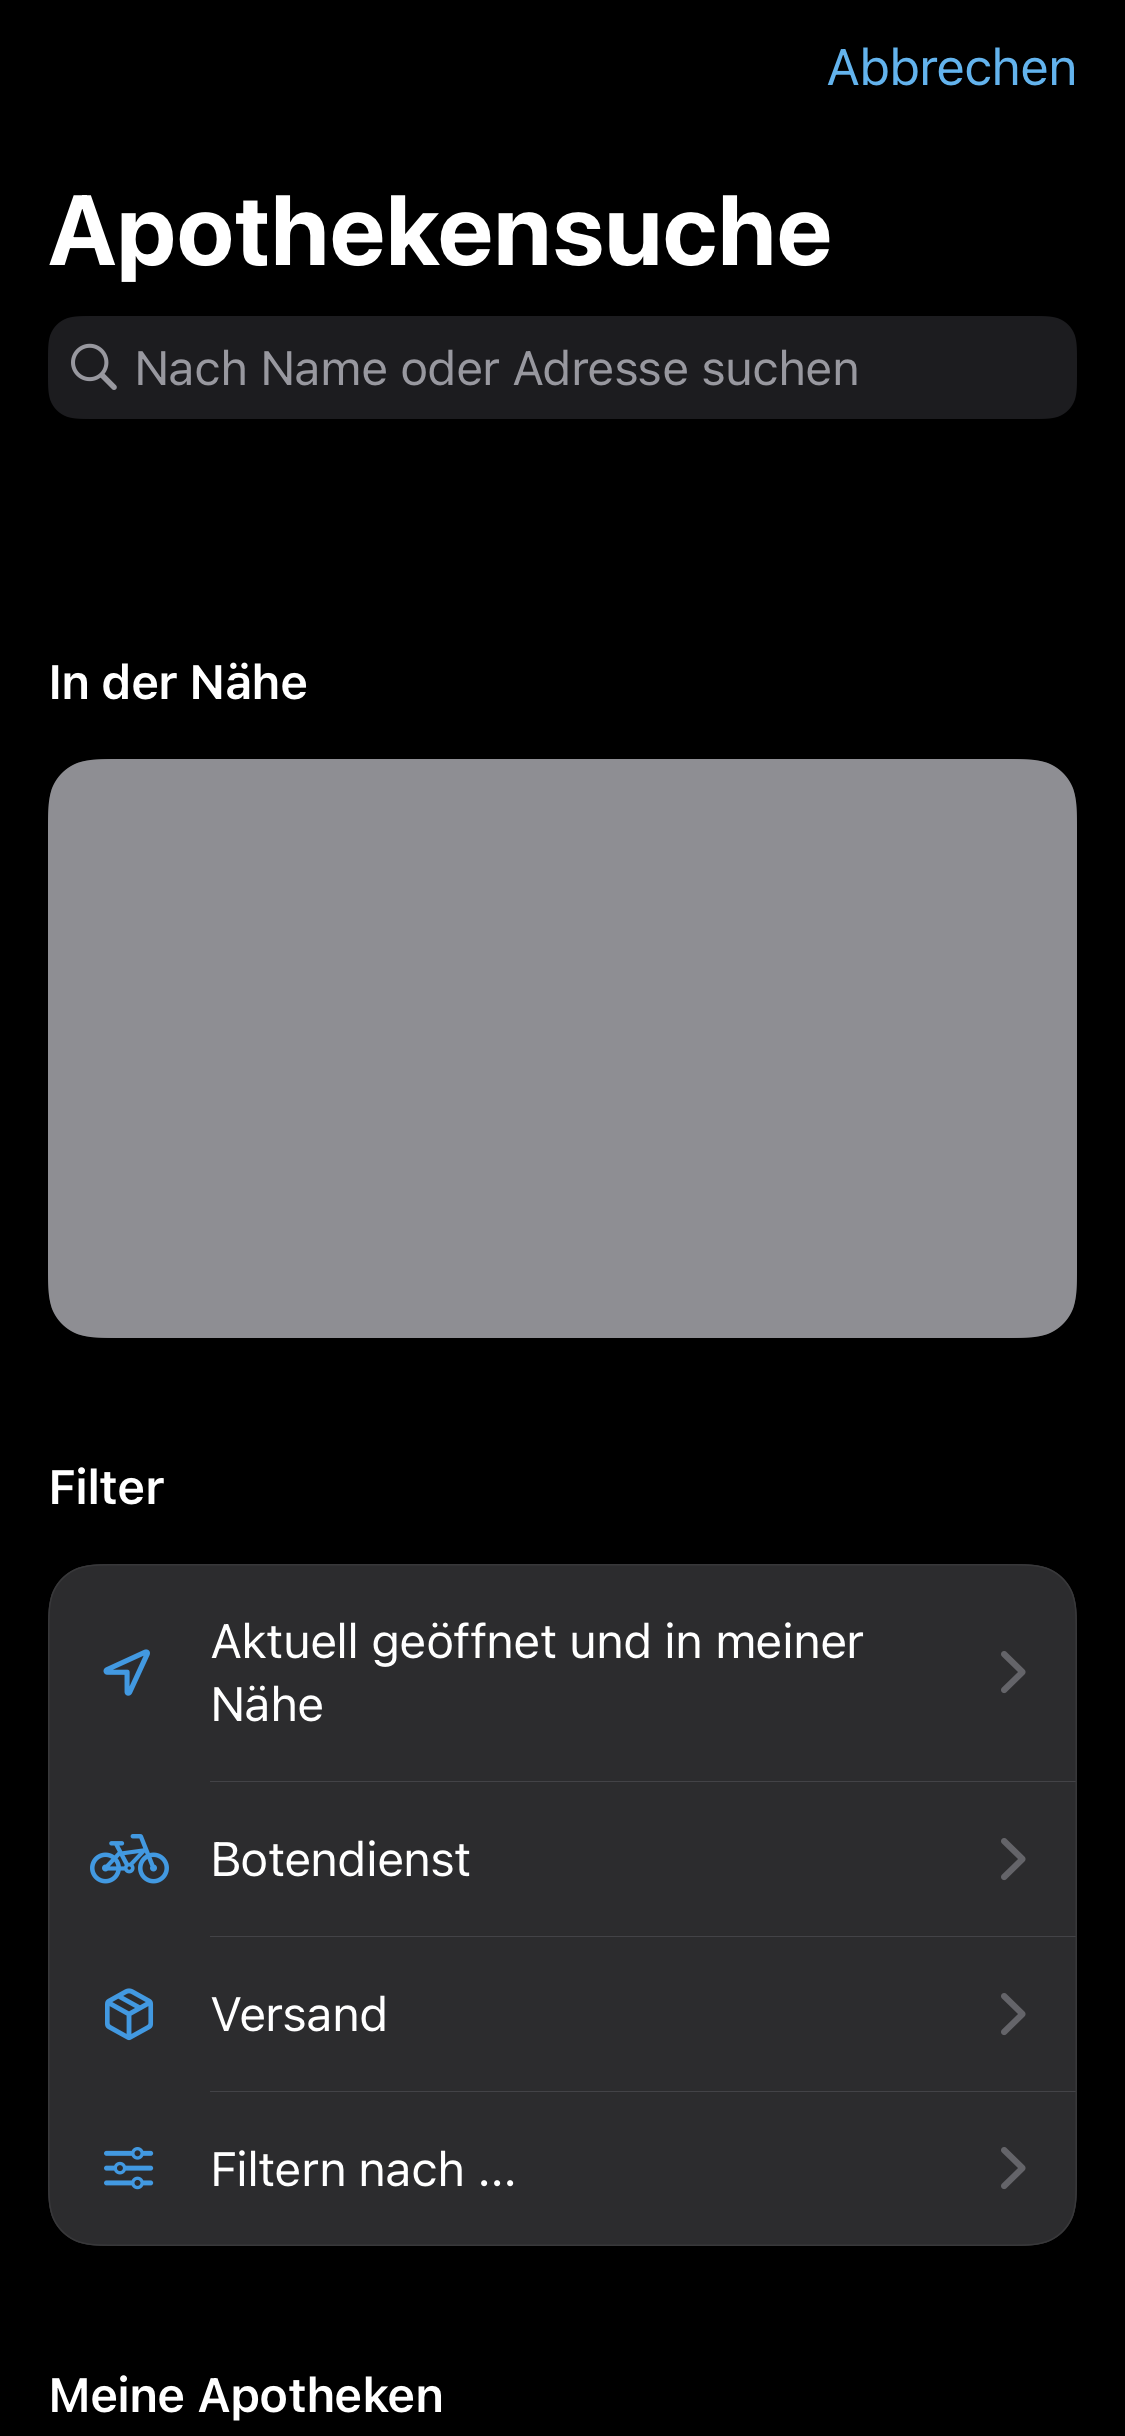 Abbrechen
Apothekensuche
Nach Name oder Adresse suchen
In der Nähe
Filter
Aktuell geöffnet und in meiner
Nähe
Botendienst
Versand
Filtern nach ...
Meine Apotheken